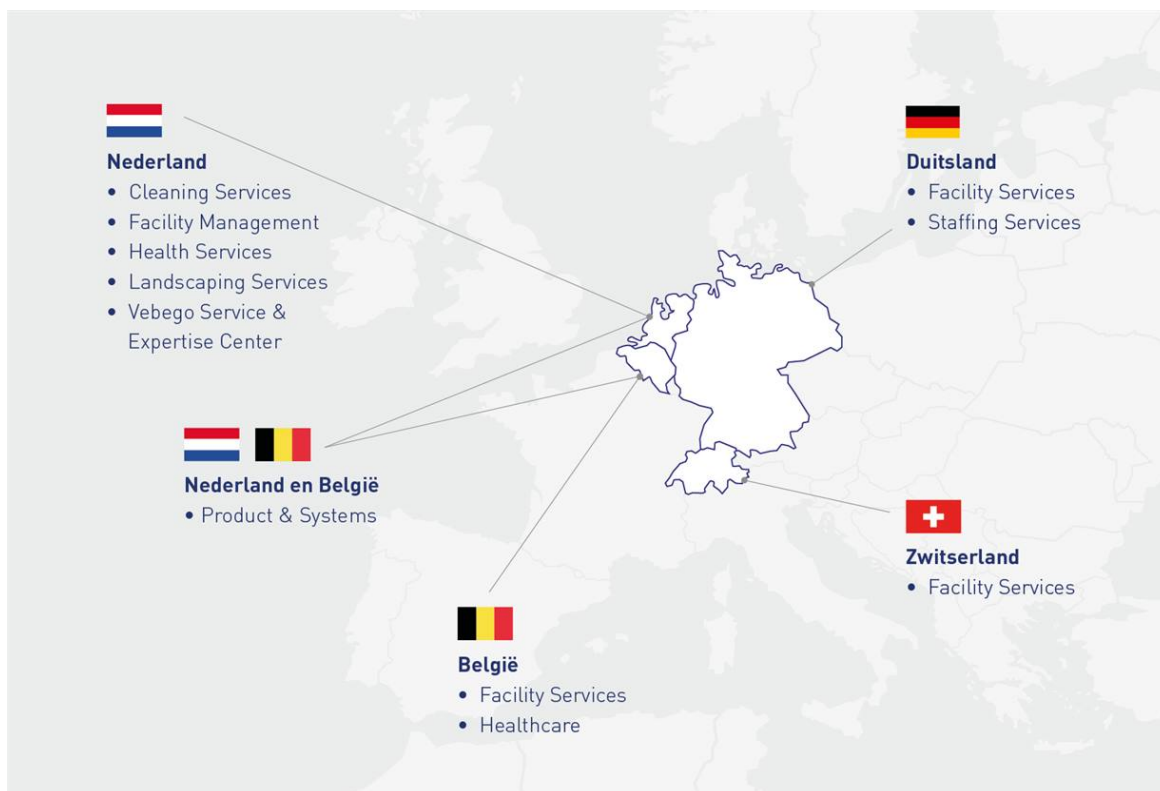 Nederland
• Cleaning Services
• Facility Management
• Health Services
• Landscaping Services
• Vebego Service &
Expertise Center
Duitsland
• Facility Services
• Staffing Services
Nederland en België
• Product & Systems
Zwitserland
• Facility Services
België
• Facility Services
• Healthcare